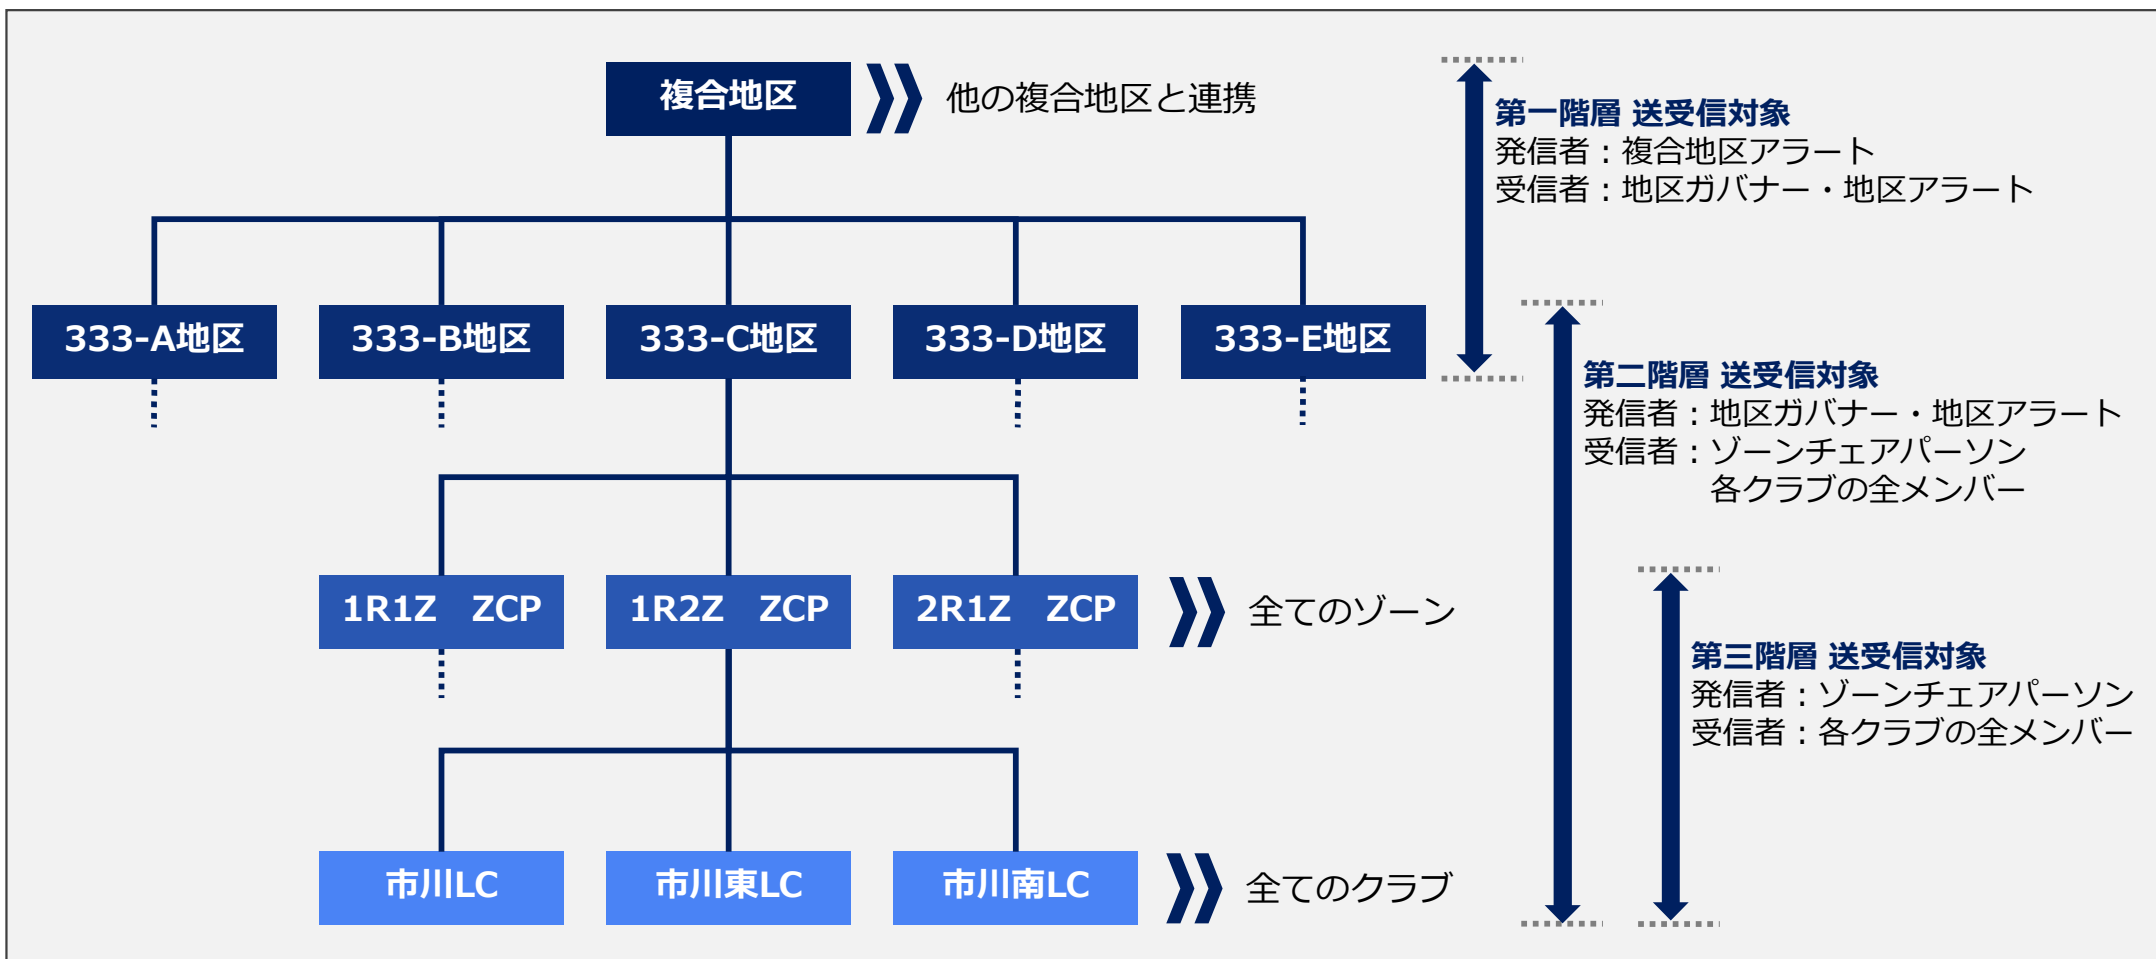 複合地区
他の複合地区と連携
第一階層 送受信対象
発信者：複合地区アラート
受信者：地区ガバナー・地区アラート
333-A地区
333-B地区
333-C地区
333-D地区
333-E地区
第二階層 送受信対象
発信者：地区ガバナー・地区アラート
受信者：ゾーンチェアパーソン
各クラブの全メンバー
1R1Z　ZCP
1R2Z　ZCP
2R1Z　ZCP
全てのゾーン
第三階層 送受信対象
発信者：ゾーンチェアパーソン
受信者：各クラブの全メンバー
市川LC
市川東LC
市川南LC
全てのクラブ